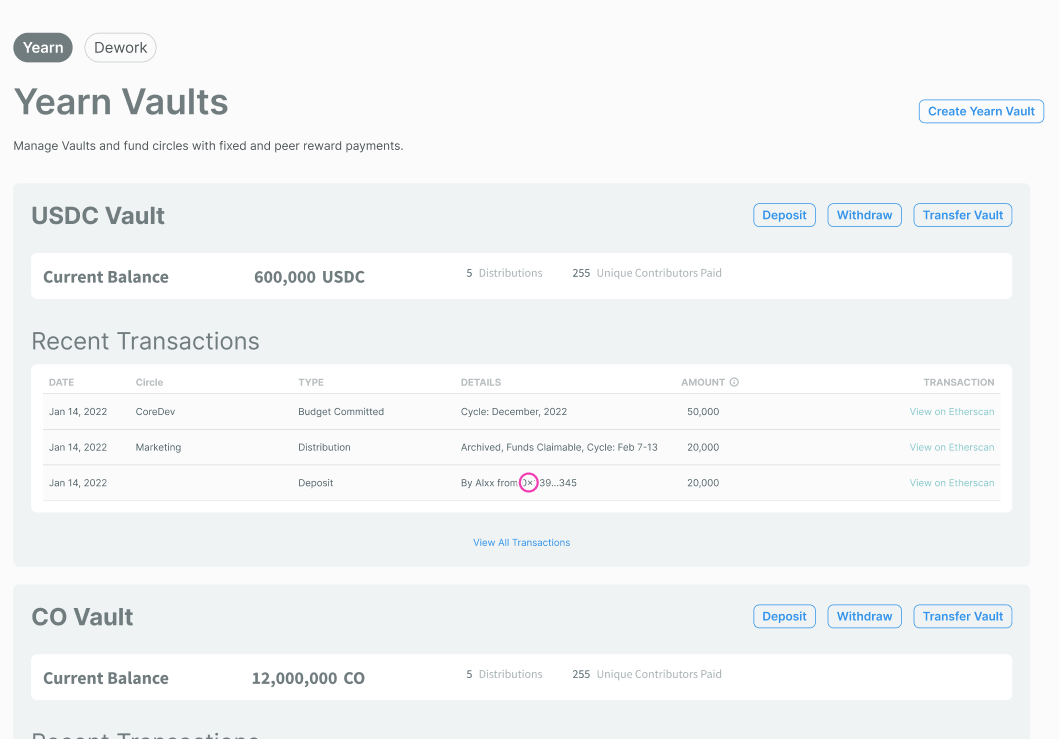 Yearn Dework
Yearn Vaults
Create Yearn Vault
Manage Vaults and fund circles with fixed and peer reward payments.
USDC Vault
Deposit Withdraw Transfer Vault
Current Balance 600,000 USDC 5 Distributions 255 Unique Contributors Paid
Recent Transactions
DATE Circle TYPE DETAILS AMOUNT TRANSACTION
Jan 14, 2022 CoreDev Budget Committed Cycle: December, 2022 50,000 View on Etherscan
Jan 14, 2022 Marketing Distribution Archived, Funds Claimable, Cycle: Feb 7-13 20,000 View on Etherscan
Jan 14, 2022 Deposit By Alxx from 39...345 20,000 View on Etherscan
View All Transactions
CO Vault
Deposit Withdraw Transfer Vault
Current Balance 12,000,000 CO 5 Distributions 255 Unique Contributors Paid
Recent Transactions